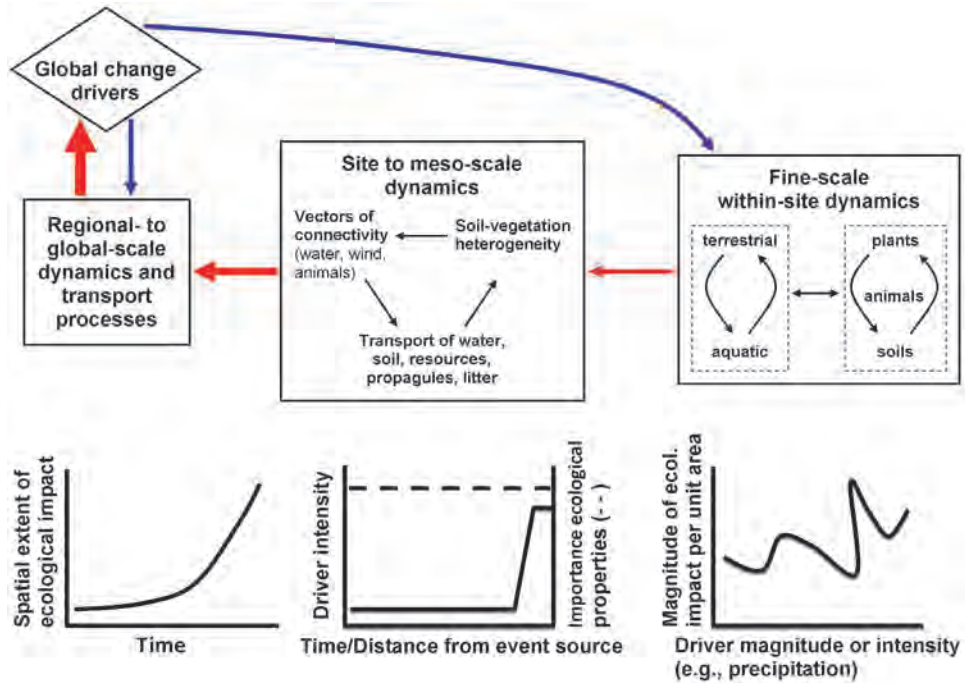 Global change
drivers
Regional- to
global-scale
dynamics and
transport
processes
Site to meso-scale
dynamics
Vectors of
connectivity
(water, wind,
animals)
Soil-vegetation
heterogeneity
Transport of water,
soil, resources,
propagules, litter
Fine-scale
within-site dynamics
terrestrial
aquatic
plants
animals
soils
Spatial extent of
ecological impact
Time
Driver intensity
Importance ecological
properties (- - )
Time/Distance from event source
Magnitude of ecol.
impact per unit area
Driver magnitude or intensity
(e.g., precipitation)